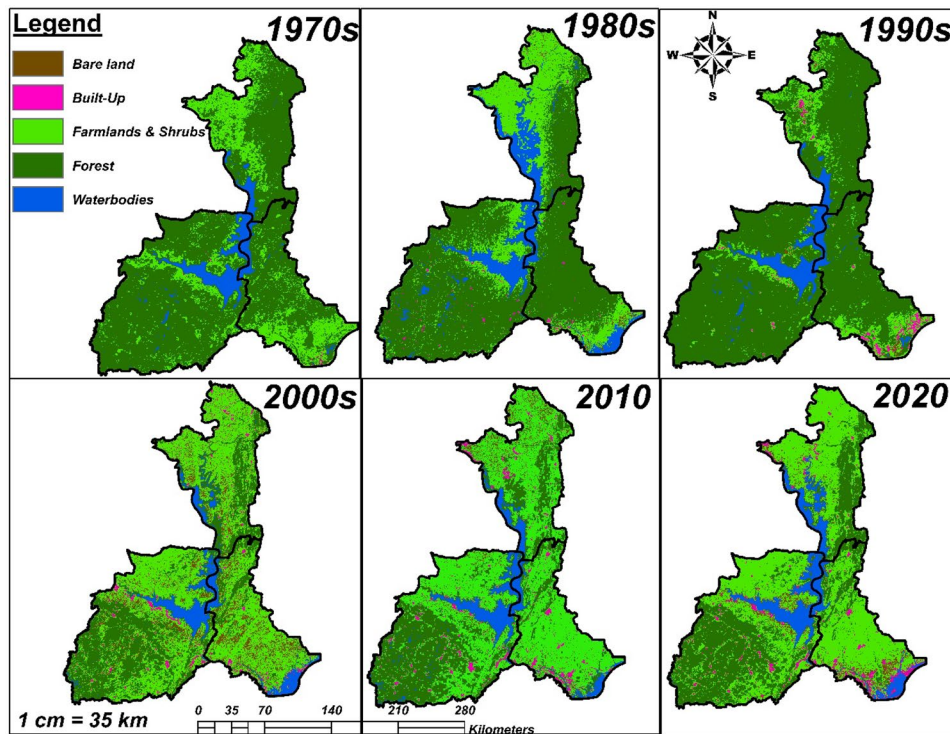 Legend
Bare land
Built-Up
Farmlands & Shrubs
Forest
Waterbodies
1970s
1980s
1990s
N
W E
S
2000s
2010
2020
1 cm = 35 km
0 35 70 140 210 280
Kilometers